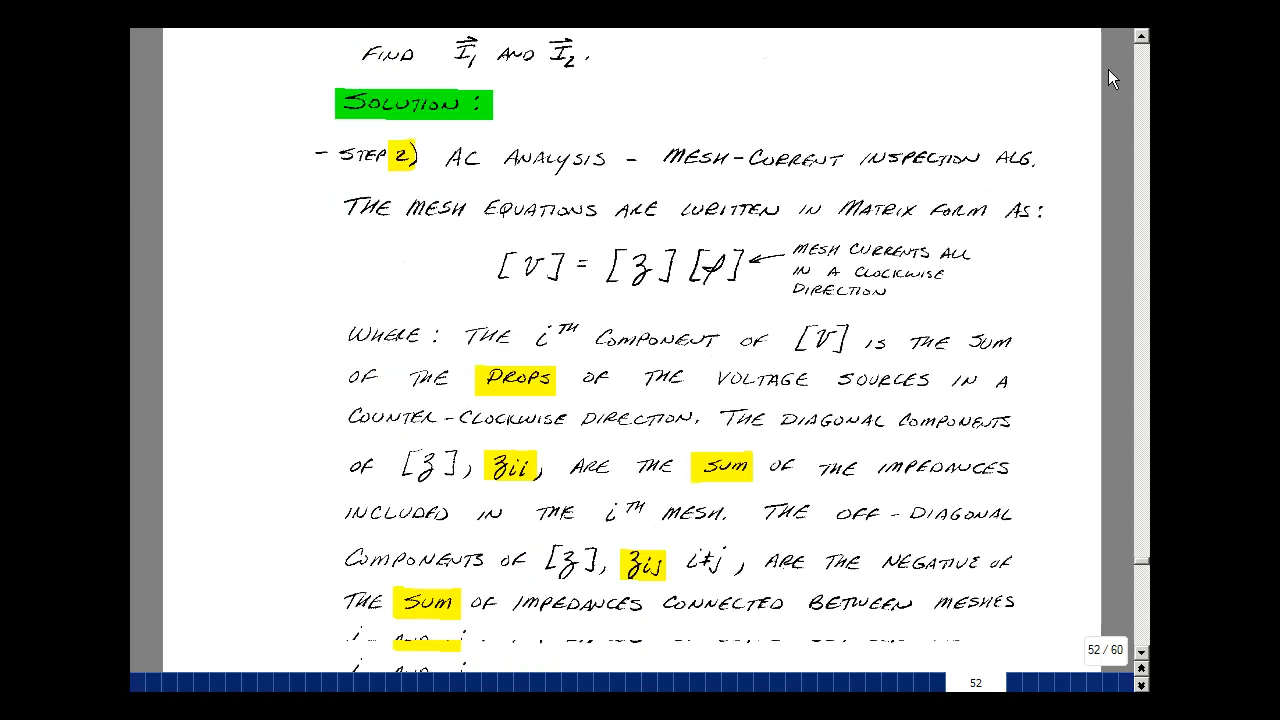 FIND I₁ AND I₂.
SOLUTION:
- STEP 2) AC ANALYSIS - MESH-CURRENT INSPECTION ALG.
THE MESH EQUATIONS ARE WRITTEN IN MATRIX FORM AS:
[V] = [Z] [I] ← MESH CURRENTS ALL
IN A CLOCKWISE
DIRECTION
WHERE: THE iTH COMPONENT OF [V] IS THE SUM
OF THE DROPS OF THE VOLTAGE SOURCES IN A
COUNTER-CLOCKWISE DIRECTION. THE DIAGONAL COMPONENTS
OF [Z], Zii, ARE THE SUM OF THE IMPEDANCES
INCLUDED IN THE iTH MESH. THE OFF-DIAGONAL
COMPONENTS OF [Z], Zij i≠j, ARE THE NEGATIVE OF
THE SUM OF IMPEDANCES CONNECTED BETWEEN MESHES
52 / 60
52